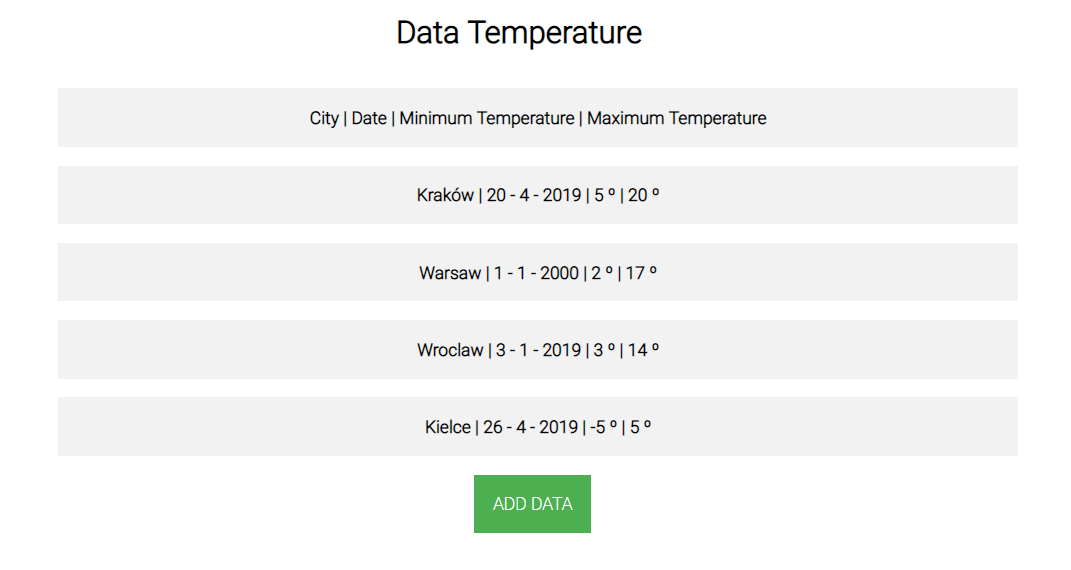 Data Temperature
City | Date | Minimum Temperature | Maximum Temperature
Kraków | 20 - 4 - 2019 | 5 º | 20 º
Warsaw | 1 - 1 - 2000 | 2 º | 17 º
Wroclaw | 3 - 1 - 2019 | 3 º | 14 º
Kielce | 26 - 4 - 2019 | -5 º | 5 º
ADD DATA